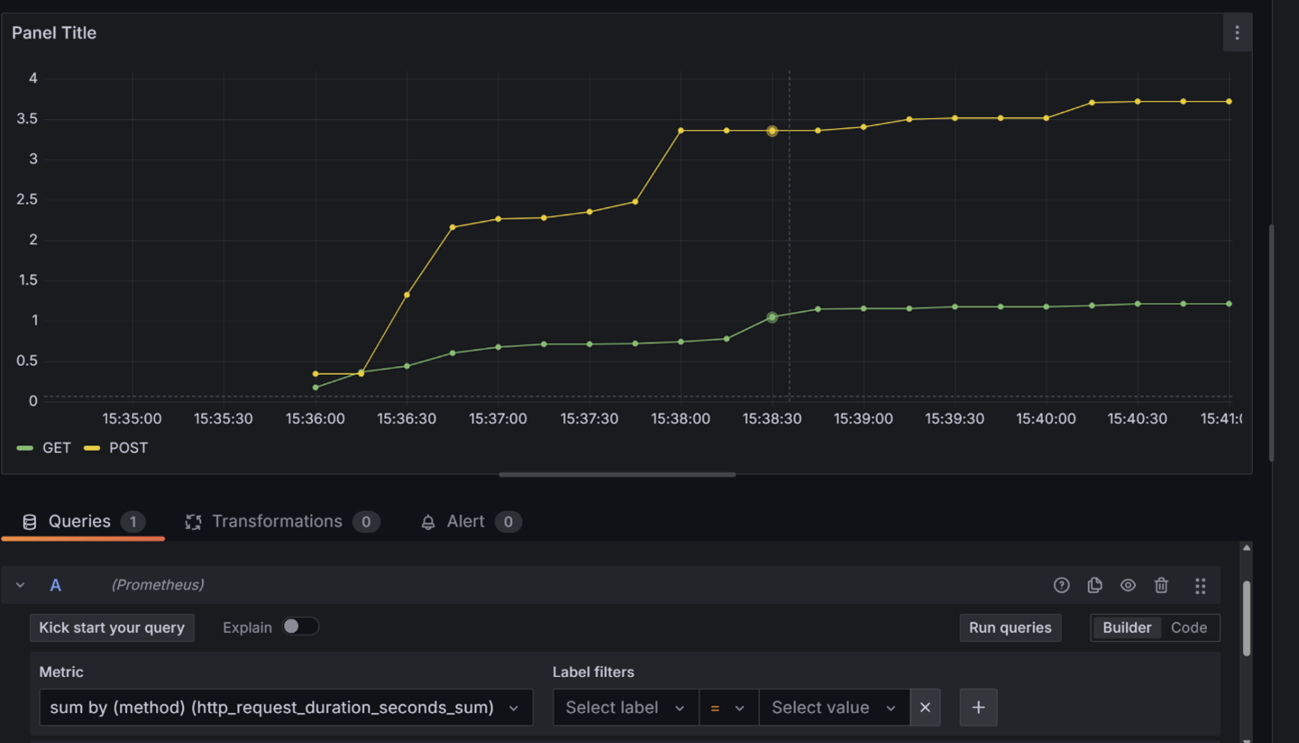 Panel Title
4
3.5
3
2.5
2
1.5
1
0.5
0
15:35:00 15:35:30 15:36:00 15:36:30 15:37:00 15:37:30 15:38:00 15:38:30 15:39:00 15:39:30 15:40:00 15:40:30 15:41:0
GET POST
Queries 1 Transformations 0 Alert 0
A (Prometheus)
Kick start your query Explain Run queries Builder Code
Metric Label filters
sum by (method) (http_request_duration_seconds_sum) Select label = Select value